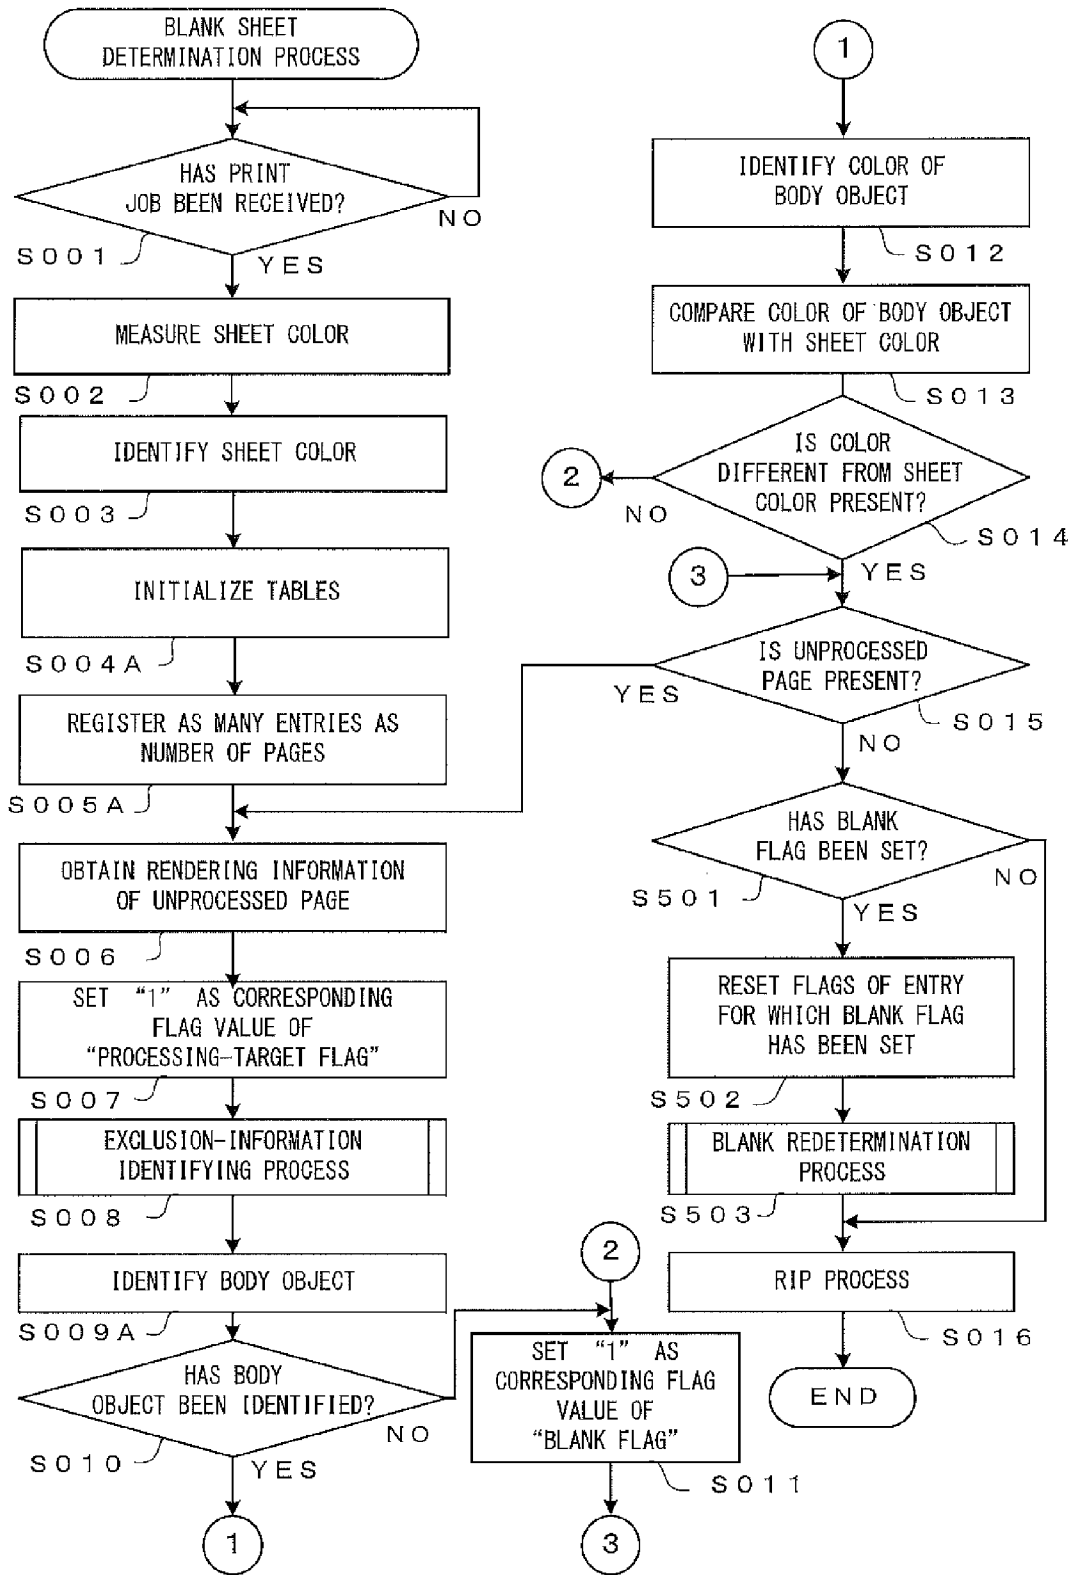 BLANK SHEET
DETERMINATION PROCESS
HAS PRINT
JOB BEEN RECEIVED?
NO
S001
YES
MEASURE SHEET COLOR
S002
IDENTIFY SHEET COLOR
S003
INITIALIZE TABLES
S004A
REGISTER AS MANY ENTRIES AS
NUMBER OF PAGES
S005A
OBTAIN RENDERING INFORMATION
OF UNPROCESSED PAGE
S006
SET "1" AS CORRESPONDING
FLAG VALUE OF
"PROCESSING-TARGET FLAG"
S007
EXCLUSION-INFORMATION
IDENTIFYING PROCESS
S008
IDENTIFY BODY OBJECT
S009A
HAS BODY
OBJECT BEEN IDENTIFIED?
NO
S010
YES
1
2
SET "1" AS
CORRESPONDING FLAG
VALUE OF
"BLANK FLAG"
S011
3
1
IDENTIFY COLOR OF
BODY OBJECT
S012
COMPARE COLOR OF BODY OBJECT
WITH SHEET COLOR
S013
IS COLOR
DIFFERENT FROM SHEET
COLOR PRESENT?
2
NO
S014
YES
3
IS UNPROCESSED
PAGE PRESENT?
YES
S015
NO
HAS BLANK
FLAG BEEN SET?
NO
S501
YES
RESET FLAGS OF ENTRY
FOR WHICH BLANK FLAG
HAS BEEN SET
S502
BLANK REDETERMINATION
PROCESS
S503
RIP PROCESS
S016
END